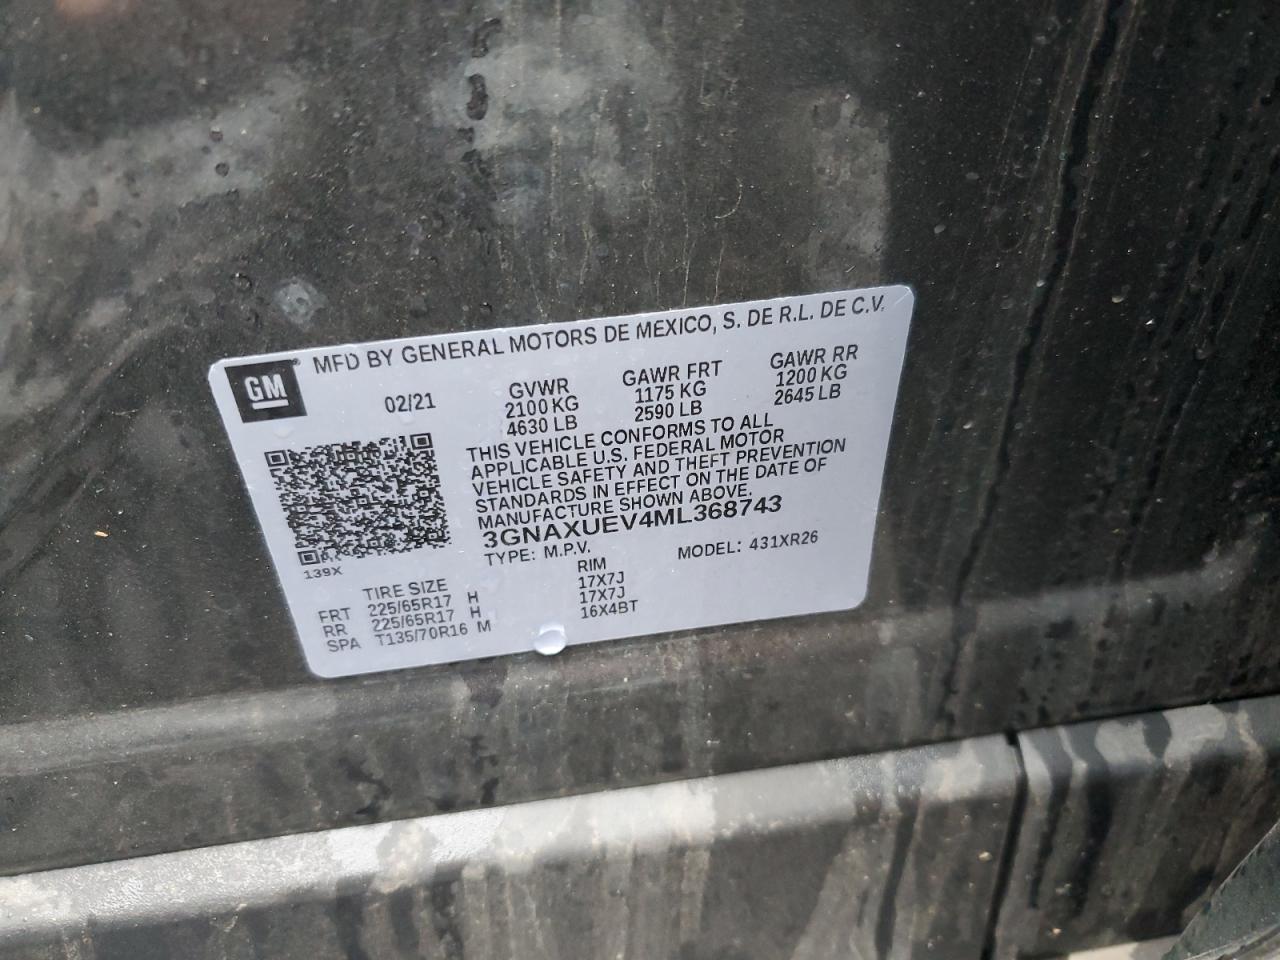 GM
MFD BY GENERAL MOTORS DE MEXICO, S. DE R.L. DE C.V.
02/21
GVWR
2100 KG
4630 LB
GAWR FRT
1175 KG
2590 LB
GAWR RR
1200 KG
2645 LB
THIS VEHICLE CONFORMS TO ALL
APPLICABLE U.S. FEDERAL MOTOR
VEHICLE SAFETY AND THEFT PREVENTION
STANDARDS IN EFFECT ON THE DATE OF
MANUFACTURE SHOWN ABOVE.
3GNAXUEV4ML368743
TYPE: M.P.V.
MODEL: 431XR26
139X
TIRE SIZE
RIM
FRT 225/65R17 H 17X7J
RR 225/65R17 H 17X7J
SPA T135/70R16 M 16X4BT